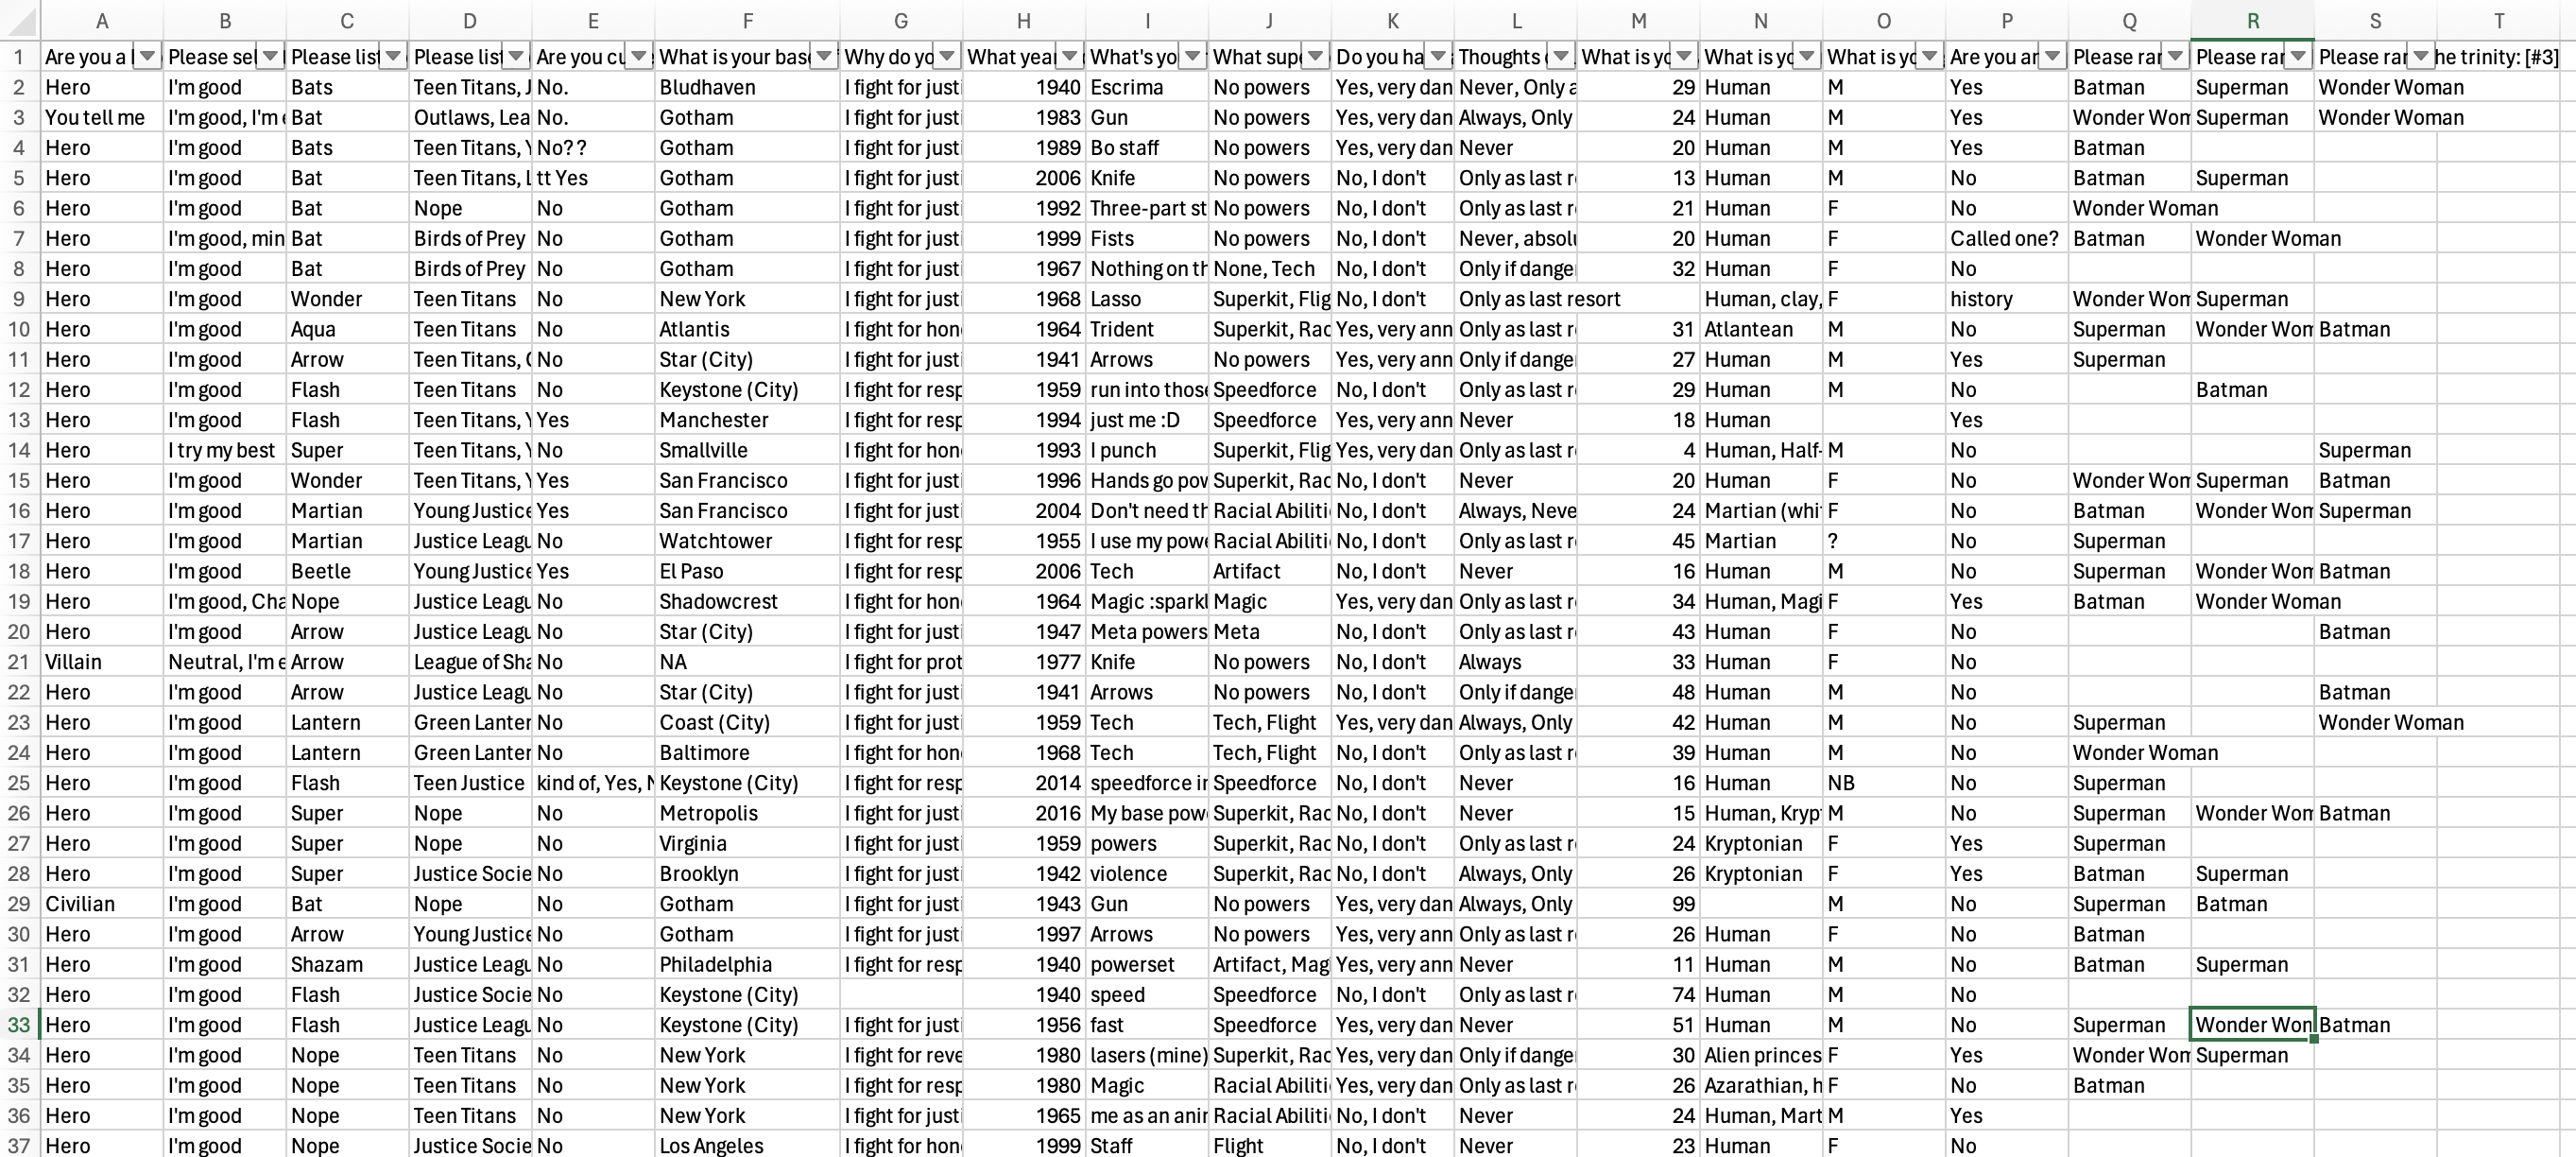 A B C D E F G H I J K L M N O P Q R S T
1 Are you a Please sel Please list Please list Are you cu What is your base Why do yo What year What's yo What supe Do you ha Thoughts What is yo What is yo What is yo Are you an Please ran Please ran Please ran he trinity: [#3]
2 Hero I'm good Bats Teen Titans, J No. Bludhaven I fight for justi 1940 Escrima No powers Yes, very dan Never, Only a 29 Human M Yes Batman Superman Wonder Woman
3 You tell me I'm good, I'm e Bat Outlaws, Lea No. Gotham I fight for justi 1983 Gun No powers Yes, very dan Always, Only 24 Human M Yes Wonder Wom Superman Wonder Woman
4 Hero I'm good Bats Teen Titans, Y No?? Gotham I fight for justi 1989 Bo staff No powers Yes, very dan Never 20 Human M Yes Batman
5 Hero I'm good Bat Teen Titans, L tt Yes Gotham I fight for justi 2006 Knife No powers No, I don't Only as last r 13 Human M No Batman Superman
6 Hero I'm good Bat Nope No Gotham I fight for justi 1992 Three-part st No powers No, I don't Only as last r 21 Human F No Wonder Woman
7 Hero I'm good, min Bat Birds of Prey No Gotham I fight for justi 1999 Fists No powers No, I don't Never, absolu 20 Human F Called one? Batman Wonder Woman
8 Hero I'm good Bat Birds of Prey No Gotham I fight for justi 1967 Nothing on th None, Tech No, I don't Only if dange 32 Human F No
9 Hero I'm good Wonder Teen Titans No New York I fight for justi 1968 Lasso Superkit, Flig No, I don't Only as last resort Human, clay, F history Wonder Wom Superman
10 Hero I'm good Aqua Teen Titans No Atlantis I fight for hon 1964 Trident Superkit, Rac Yes, very ann Only as last r 31 Atlantean M No Superman Wonder Wom Batman
11 Hero I'm good Arrow Teen Titans, No Star (City) I fight for justi 1941 Arrows No powers Yes, very ann Only if dange 27 Human M Yes Superman
12 Hero I'm good Flash Teen Titans No Keystone (City) I fight for resp 1959 run into those Speedforce No, I don't Only as last r 29 Human M No Batman
13 Hero I'm good Flash Teen Titans, Y Yes Manchester I fight for resp 1994 just me :D Speedforce Yes, very ann Never 18 Human Yes
14 Hero I try my best Super Teen Titans, Y No Smallville I fight for hon 1993 I punch Superkit, Flig Yes, very dan Only as last r 4 Human, Half- M No Superman
15 Hero I'm good Wonder Teen Titans, Y Yes San Francisco I fight for justi 1996 Hands go pow Superkit, Rac No, I don't Never 20 Human F No Wonder Wom Superman Batman
16 Hero I'm good Martian Young Justice Yes San Francisco I fight for justi 2004 Don't need th Racial Abiliti No, I don't Always, Neve 24 Martian (whi F No Batman Wonder Wom Superman
17 Hero I'm good Martian Justice Leagu No Watchtower I fight for resp 1955 I use my powe Racial Abiliti No, I don't Only as last r 45 Martian ? No Superman
18 Hero I'm good Beetle Young Justice Yes El Paso I fight for resp 2006 Tech Artifact No, I don't Never 16 Human M No Superman Wonder Wom Batman
19 Hero I'm good, Cha Nope Justice Leagu No Shadowcrest I fight for hon 1964 Magic :sparkl Magic Yes, very dan Only as last r 34 Human, Magi F Yes Batman Wonder Woman
20 Hero I'm good Arrow Justice Leagu No Star (City) I fight for justi 1947 Meta powers Meta No, I don't Only as last r 43 Human F No Batman
21 Villain Neutral, I'm e Arrow League of Sha No NA I fight for prot 1977 Knife No powers No, I don't Always 33 Human F No
22 Hero I'm good Arrow Justice Leagu No Star (City) I fight for justi 1941 Arrows No powers No, I don't Only if dange 48 Human M No Batman
23 Hero I'm good Lantern Green Lanter No Coast (City) I fight for justi 1959 Tech Tech, Flight Yes, very dan Always, Only 42 Human M No Superman Wonder Woman
24 Hero I'm good Lantern Green Lanter No Baltimore I fight for hon 1968 Tech Tech, Flight No, I don't Only as last r 39 Human M No Wonder Woman
25 Hero I'm good Flash Teen Justice kind of, Yes, N Keystone (City) I fight for resp 2014 speedforce in Speedforce No, I don't Never 16 Human NB No Superman
26 Hero I'm good Super Nope No Metropolis I fight for justi 2016 My base pow Superkit, Rac No, I don't Never 15 Human, Kryp M No Superman Wonder Wom Batman
27 Hero I'm good Super Nope No Virginia I fight for justi 1959 powers Superkit, Rac No, I don't Only as last r 24 Kryptonian F Yes Superman
28 Hero I'm good Super Justice Socie No Brooklyn I fight for justi 1942 violence Superkit, Rac No, I don't Always, Only 26 Kryptonian F Yes Batman Superman
29 Civilian I'm good Bat Nope No Gotham I fight for justi 1943 Gun No powers Yes, very dan Always, Only 99 M No Superman Batman
30 Hero I'm good Arrow Young Justice No Gotham I fight for justi 1997 Arrows No powers Yes, very ann Only as last r 26 Human F No Batman
31 Hero I'm good Shazam Justice Leagu No Philadelphia I fight for resp 1940 powerset Artifact, Mag Yes, very ann Never 11 Human M No Batman Superman
32 Hero I'm good Flash Justice Socie No Keystone (City) 1940 speed Speedforce No, I don't Only as last r 74 Human M No
33 Hero I'm good Flash Justice Leagu No Keystone (City) I fight for justi 1956 fast Speedforce Yes, very dan Never 51 Human M No Superman Wonder Wom Batman
34 Hero I'm good Nope Teen Titans No New York I fight for reve 1980 lasers (mine) Superkit, Rac Yes, very dan Only if dange 30 Alien princes F Yes Wonder Wom Superman
35 Hero I'm good Nope Teen Titans No New York I fight for resp 1980 Magic Racial Abiliti Yes, very dan Only as last r 26 Azarathian, h F No Batman
36 Hero I'm good Nope Teen Titans No New York I fight for justi 1965 me as an anin Racial Abiliti No, I don't Never 24 Human, Mart M Yes
37 Hero I'm good Nope Justice Socie No Los Angeles I fight for hon 1999 Staff Flight No, I don't Never 23 Human F No